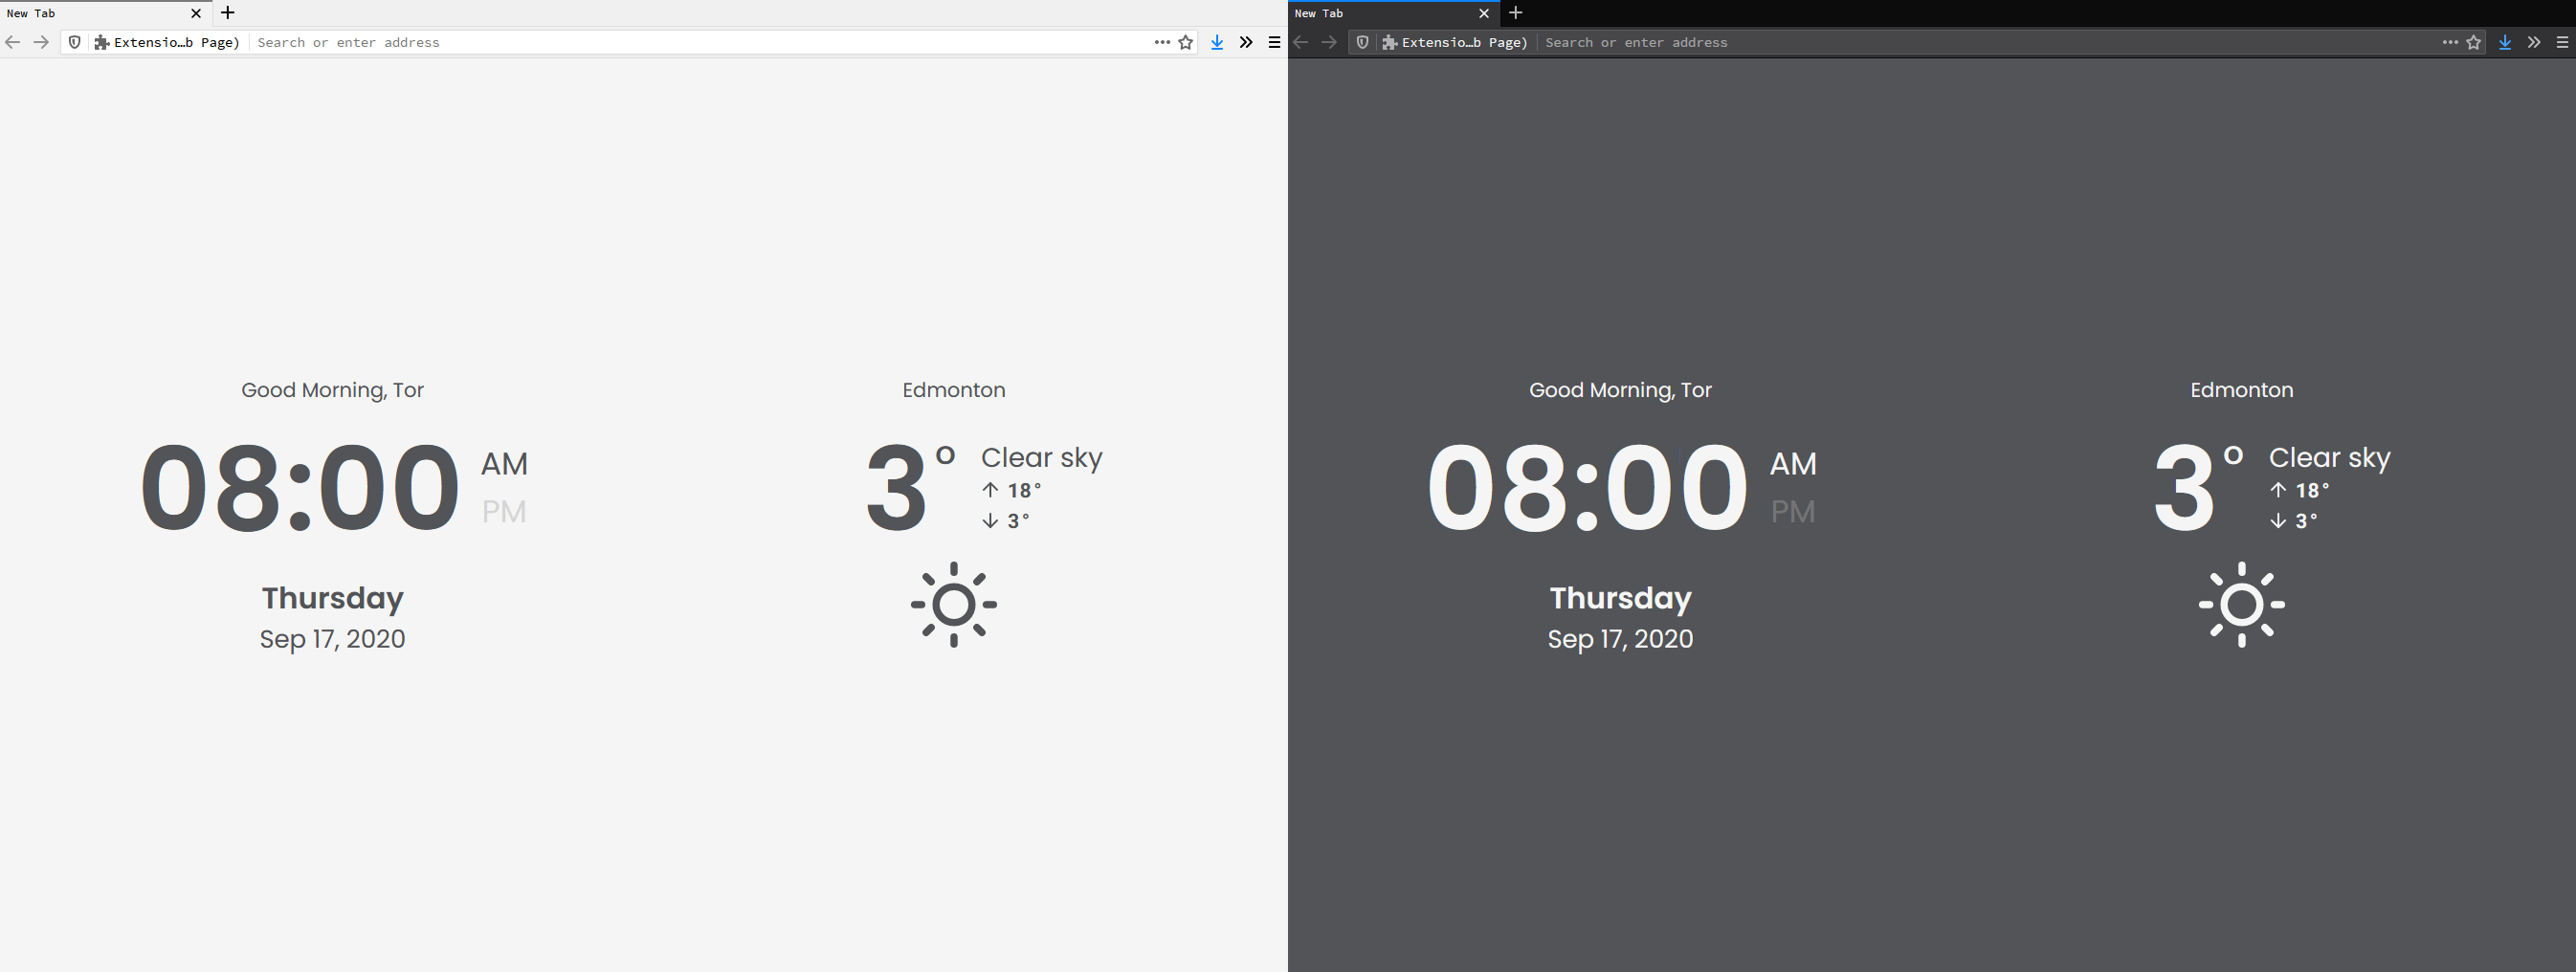 New Tab
Extensio…b Page) Search or enter address
Good Morning, Tor
08:00 AM
PM
Thursday
Sep 17, 2020
Edmonton
3° Clear sky
↑ 18°
↓ 3°
New Tab
Extensio…b Page) Search or enter address
Good Morning, Tor
08:00 AM
PM
Thursday
Sep 17, 2020
Edmonton
3° Clear sky
↑ 18°
↓ 3°